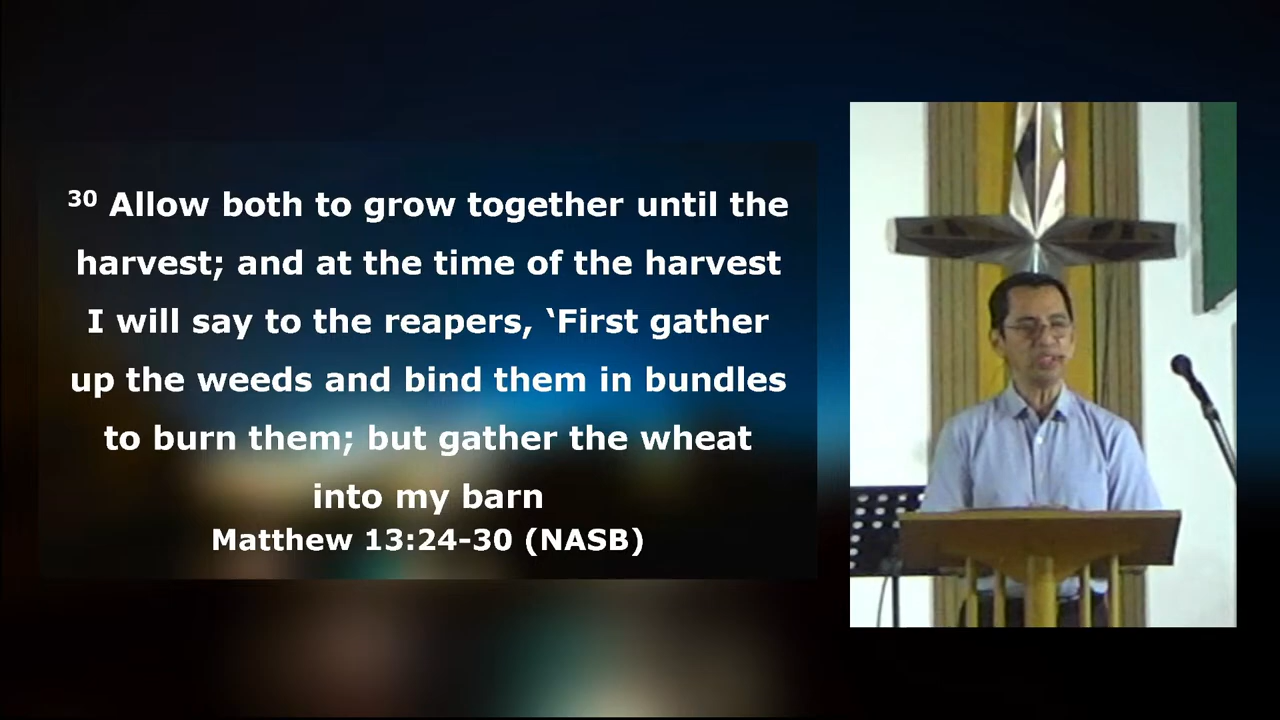 30 Allow both to grow together until the
harvest; and at the time of the harvest
I will say to the reapers, ‘First gather
up the weeds and bind them in bundles
to burn them; but gather the wheat
into my barn
Matthew 13:24-30 (NASB)